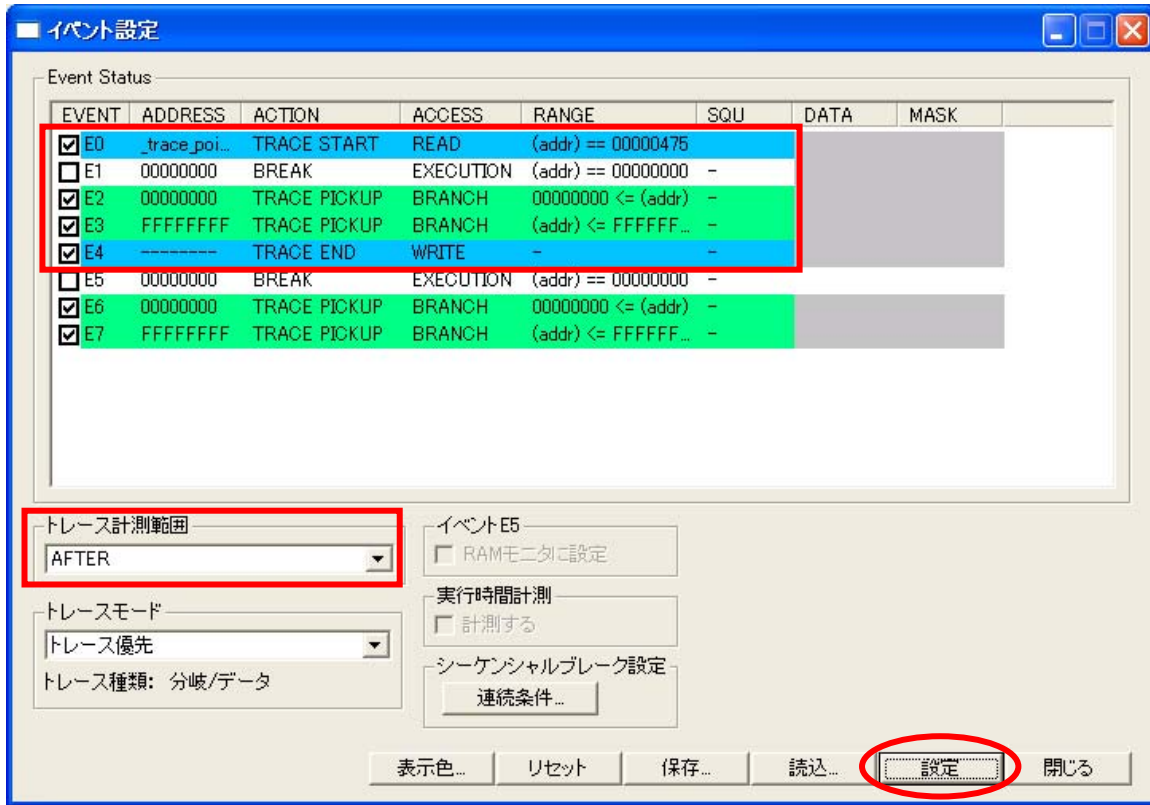 イベント設定
Event Status
EVENT ADDRESS ACTION ACCESS RANGE SQU DATA MASK
E0 _trace_poi... TRACE START READ (addr) == 00000475
E1 00000000 BREAK EXECUTION (addr) == 00000000 -
E2 00000000 TRACE PICKUP BRANCH 00000000 <= (addr) -
E3 FFFFFFFF TRACE PICKUP BRANCH (addr) <= FFFFFF... -
E4 -------- TRACE END WRITE - -
E5 00000000 BREAK EXECUTION (addr) == 00000000 -
E6 00000000 TRACE PICKUP BRANCH 00000000 <= (addr) -
E7 FFFFFFFF TRACE PICKUP BRANCH (addr) <= FFFFFF... -
トレース計測範囲
AFTER
トレースモード
トレース優先
トレース種類: 分岐/データ
イベントE5
RAMモニタに設定
実行時間計測
計測する
シーケンシャルブレーク設定
連続条件...
表示色... リセット 保存... 読込... 設定 閉じる